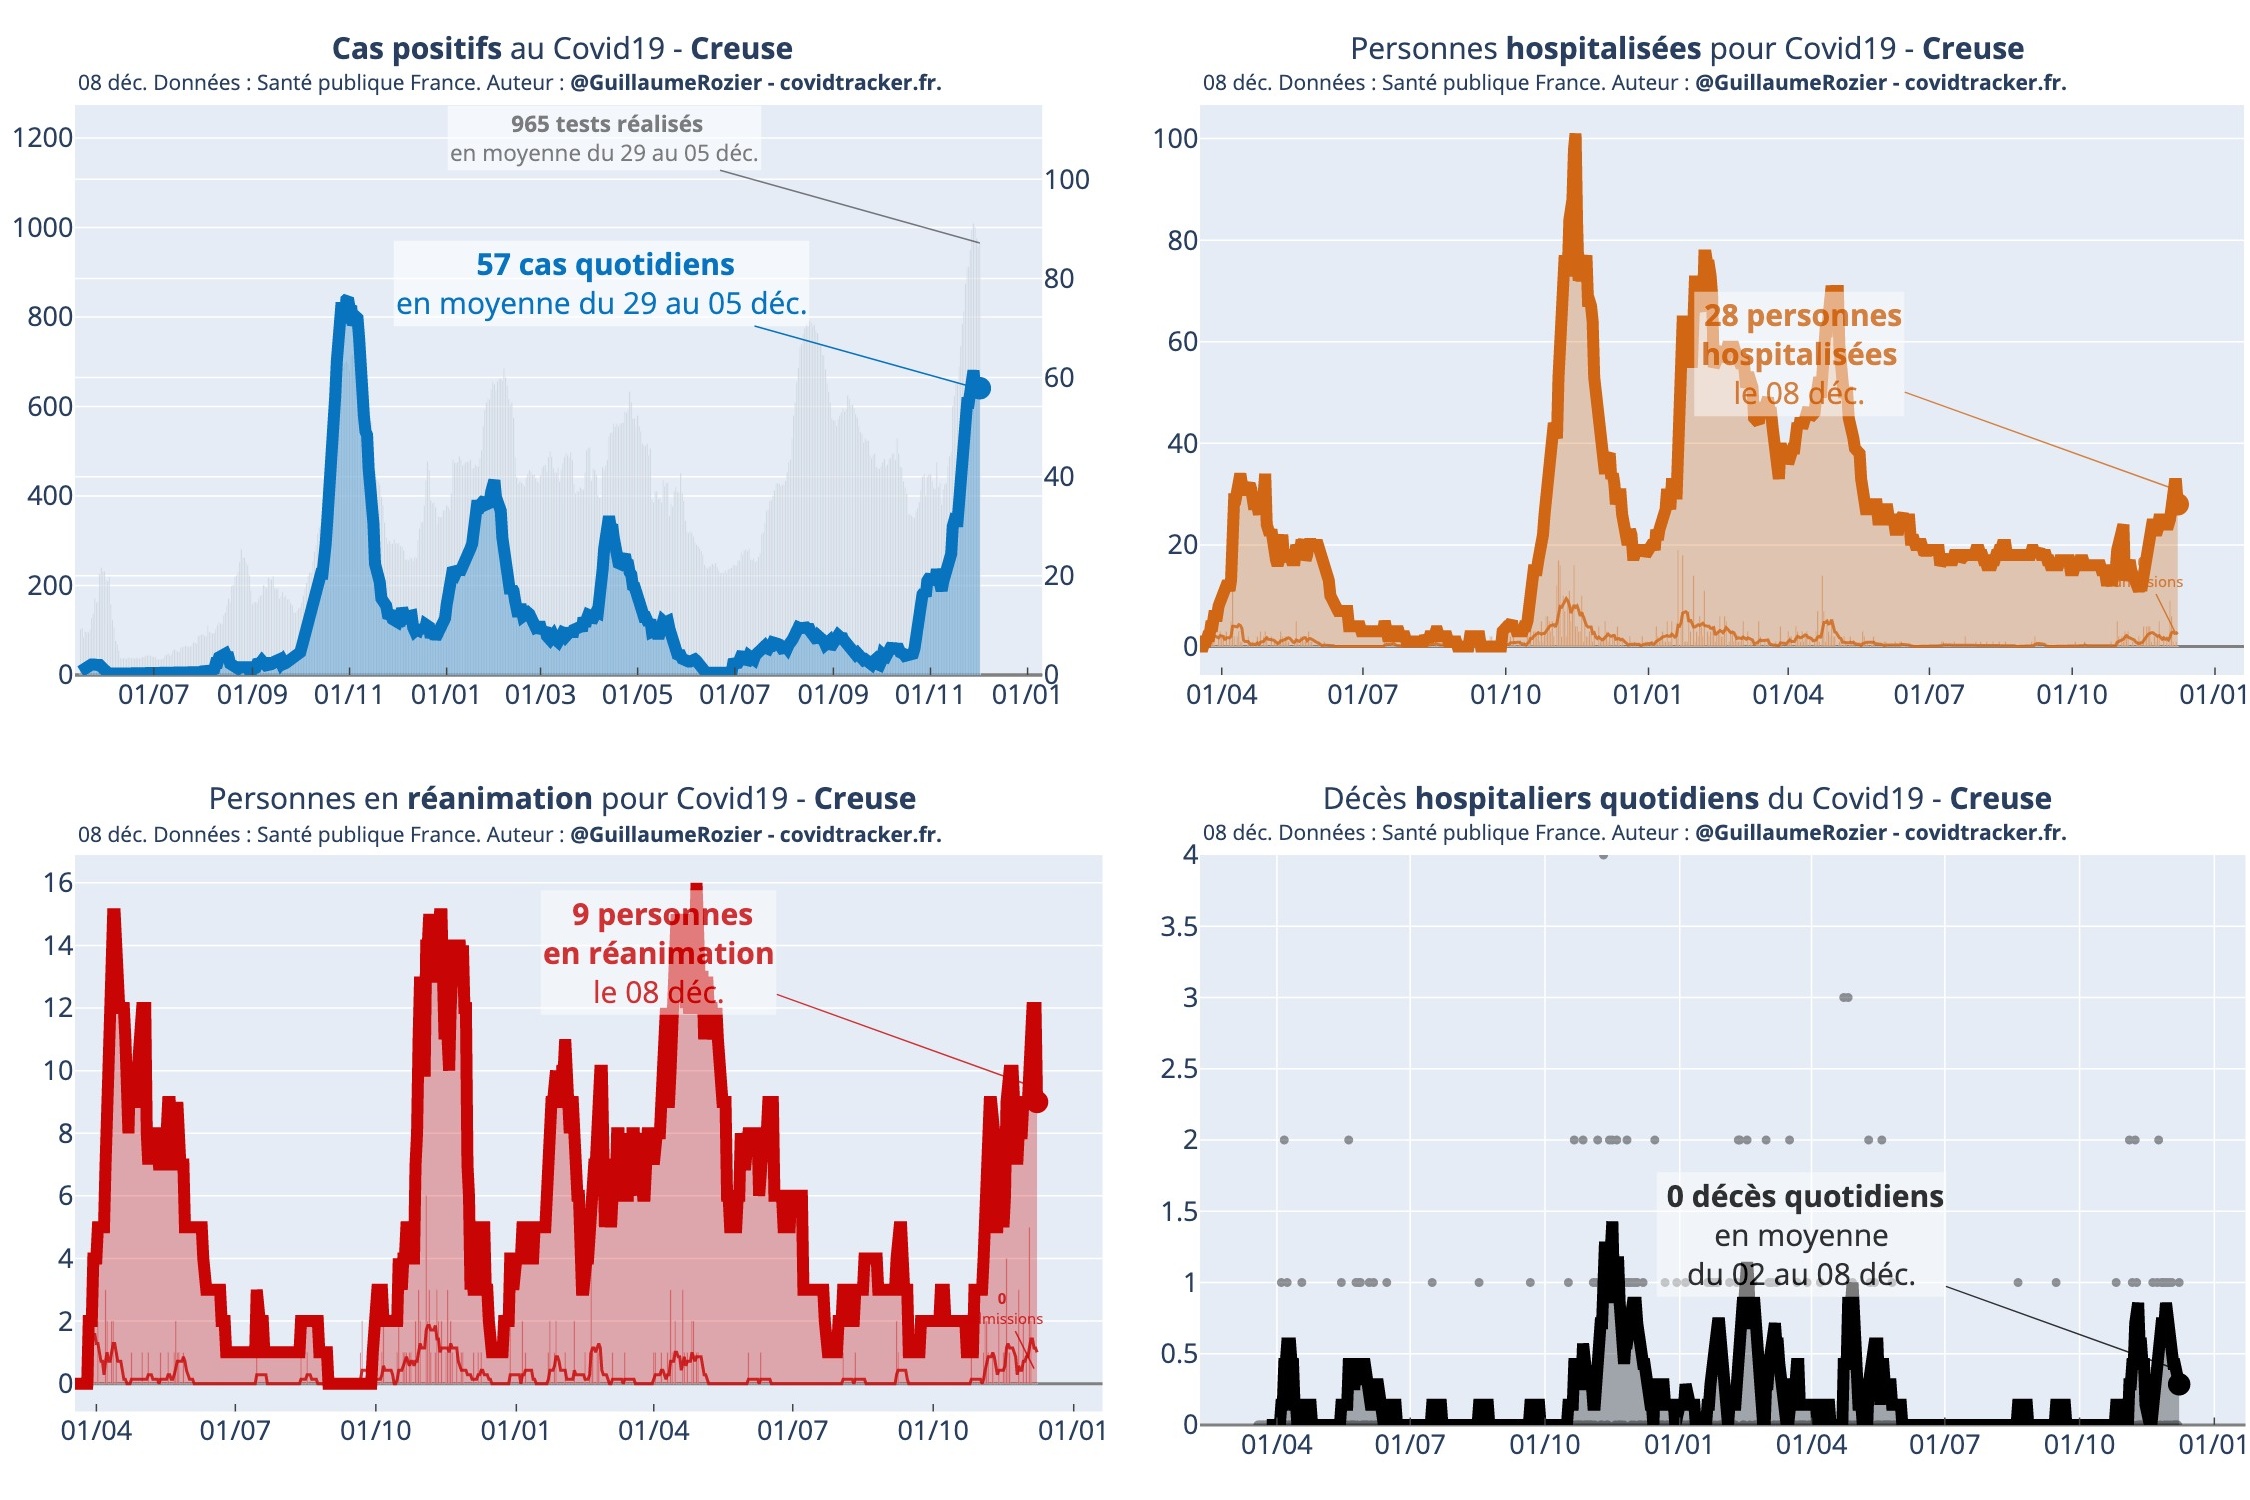 Cas positifs au Covid19 - Creuse
08 déc. Données : Santé publique France. Auteur : @GuillaumeRozier - covidtracker.fr.
965 tests réalisés
en moyenne du 29 au 05 déc.
57 cas quotidiens
en moyenne du 29 au 05 déc.
1200
1000
800
600
400
200
0
100
80
60
40
20
0
01/07 01/09 01/11 01/01 01/03 01/05 01/07 01/09 01/11 01/01
Personnes hospitalisées pour Covid19 - Creuse
08 déc. Données : Santé publique France. Auteur : @GuillaumeRozier - covidtracker.fr.
100
80
60
40
20
0
28 personnes
hospitalisées
le 08 déc.
01/04 01/07 01/10 01/01 01/04 01/07 01/10 01/01
Personnes en réanimation pour Covid19 - Creuse
08 déc. Données : Santé publique France. Auteur : @GuillaumeRozier - covidtracker.fr.
16
14
12
10
8
6
4
2
0
9 personnes
en réanimation
le 08 déc.
0
01/04 01/07 01/10 01/01 01/04 01/07 01/10 01/01
Décès hospitaliers quotidiens du Covid19 - Creuse
08 déc. Données : Santé publique France. Auteur : @GuillaumeRozier - covidtracker.fr.
4
3.5
3
2.5
2
1.5
1
0.5
0
0 décès quotidiens
en moyenne
du 02 au 08 déc.
01/04 01/07 01/10 01/01 01/04 01/07 01/10 01/01